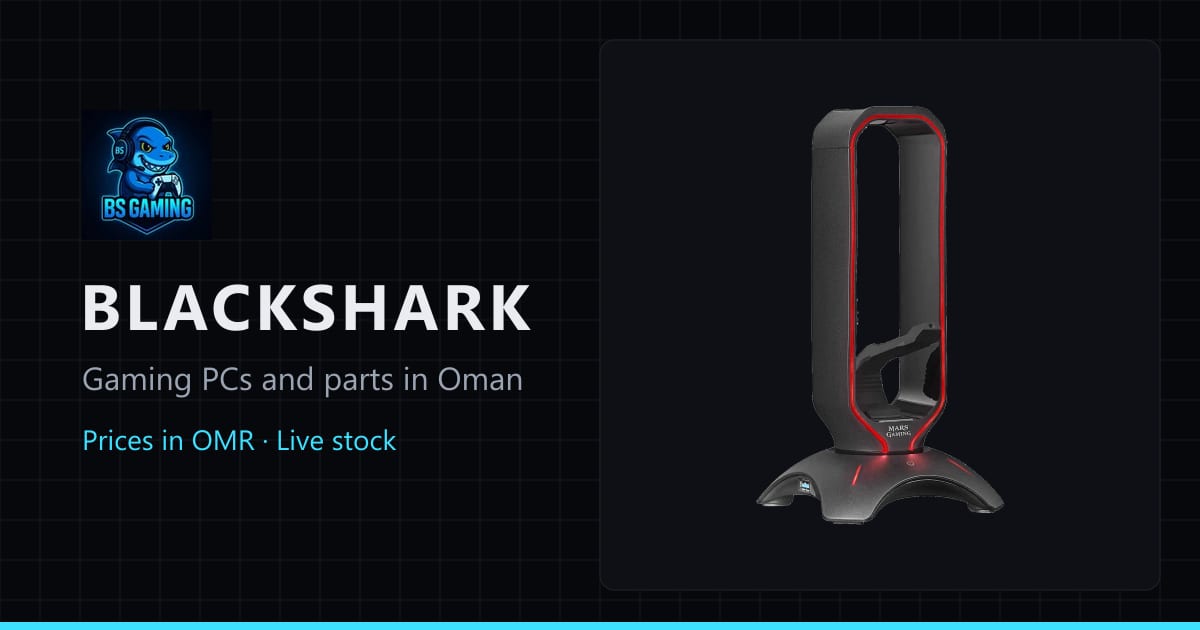 BS
BS GAMING
BLACKSHARK
Gaming PCs and parts in Oman
Prices in OMR · Live stock
MARS
GAMING